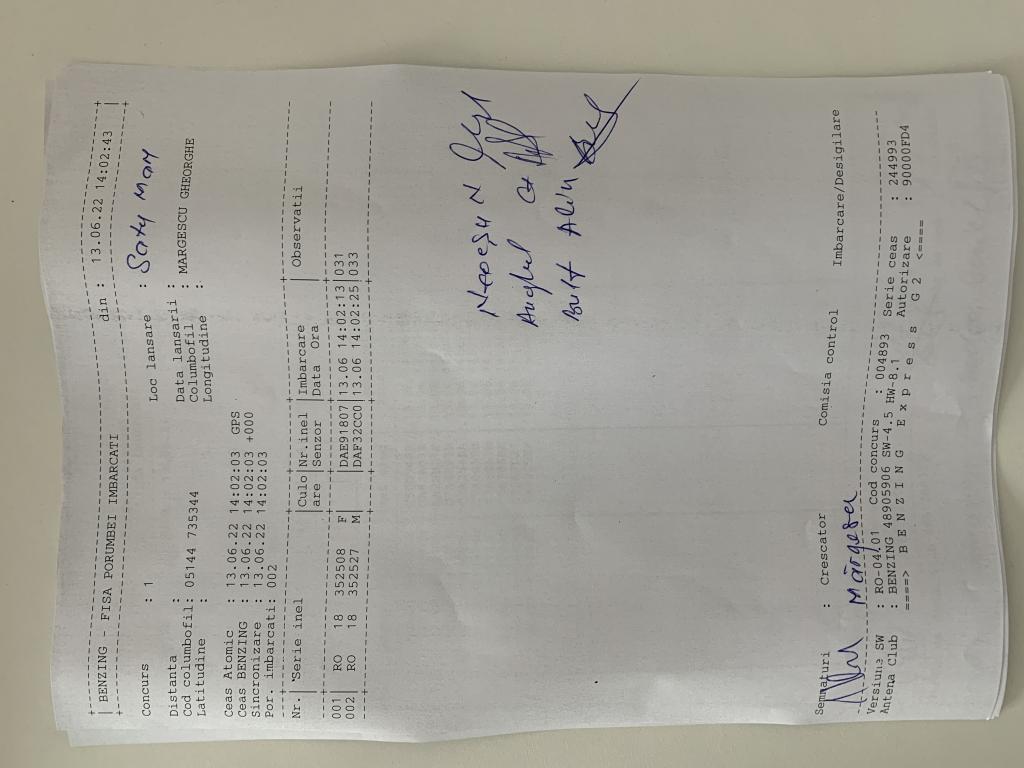 +---------------------------------------------------------------+
| BENZING - FISA PORUMBEI IMBARCATI din : 13.06.22 14:02:43 |
+---------------------------------------------------------------+
Concurs : 1 Loc lansare : Satu Mare
Distanta : Data lansarii :
Cod columbofil: 05144 735344 Columbofil : MARGESCU GHEORGHE
Latitudine : Longitudine :
Ceas Atomic : 13.06.22 14:02:03 GPS
Ceas BENZING : 13.06.22 14:02:03 +000
Sincronizare : 13.06.22 14:02:03
Por. imbarcati: 002
Nr.| Serie inel |Culo|Nr.inel |Imbarcare | Observatii
| are |Senzor |Data Ora |
001 | RO 18 352508 F | |DAE91807|13.06 14:02:13|031
002 | RO 18 352527 M | |DAF32CC0|13.06 14:02:25|033
Anghel
Alin
Semnaturi : Crescator Comisia control Imbarcare/Desigilare
Mărgescu
Versiune SW : RO-04.01 Cod concurs : 004893 Serie ceas : 244993
Antena Club : BENZING 48905906 SW-4.5 HW-8.1 Autorizare : 90000FD4
====> B E N Z I N G E x p r e s s G 2 <====